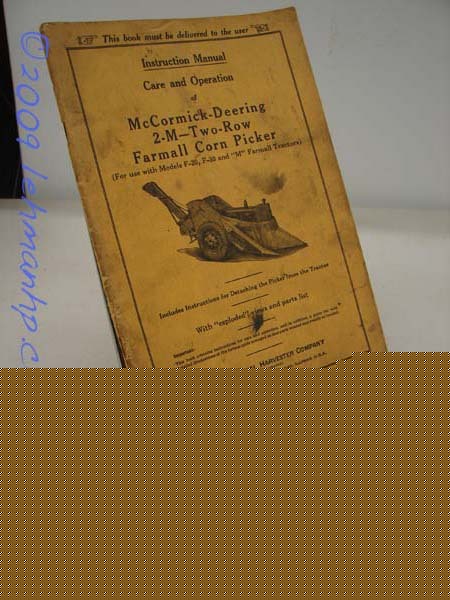 This book must be delivered to the user
Instruction Manual
Care and Operation
of
McCormick-Deering
2-M—Two-Row
Farmall Corn Picker
(For use with Models F-20, F-30 and "M" Farmall Tractors)
Includes Instructions for Detaching the Picker from the Tractor
With "exploded" views and parts list
Harvester Company
© 2009 lehmanhp.c